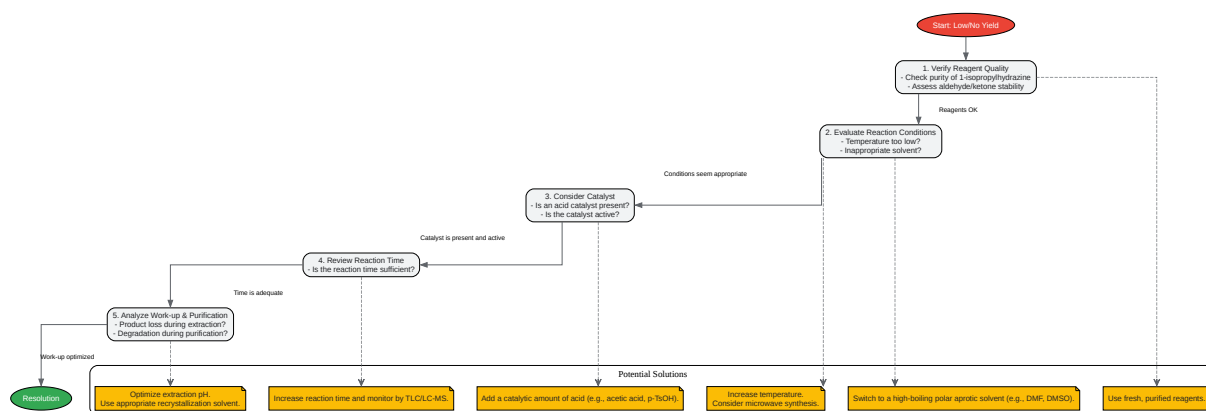 Start: Low/No Yield
1. Verify Reagent Quality
- Check purity of 1-isopropylhydrazine
- Assess aldehyde/ketone stability
Reagents OK
2. Evaluate Reaction Conditions
- Temperature too low?
- Inappropriate solvent?
Conditions seem appropriate
3. Consider Catalyst
- Is an acid catalyst present?
- Is the catalyst active?
Catalyst is present and active
4. Review Reaction Time
- Is the reaction time sufficient?
Time is adequate
5. Analyze Work-up & Purification
- Product loss during extraction?
- Degradation during purification?
Work-up optimized
Resolution
Potential Solutions
Optimize extraction pH.
Use appropriate recrystallization solvent.
Increase reaction time and monitor by TLC/LC-MS.
Add a catalytic amount of acid (e.g., acetic acid, p-TsOH).
Increase temperature.
Consider microwave synthesis.
Switch to a high-boiling polar aprotic solvent (e.g., DMF, DMSO).
Use fresh, purified reagents.